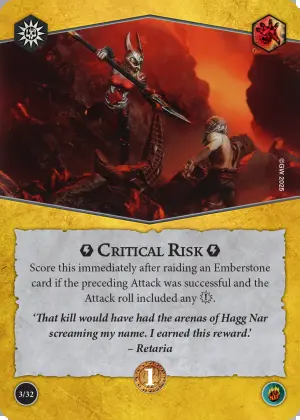 ©GW 2025
CRITICAL RISK
Score this immediately after raiding an Emberstone
card if the preceding Attack was successful and the
Attack roll included any .
‘That kill would have had the arenas of Hagg Nar
screaming my name. I earned this reward.’
– Retaria
1
3/32